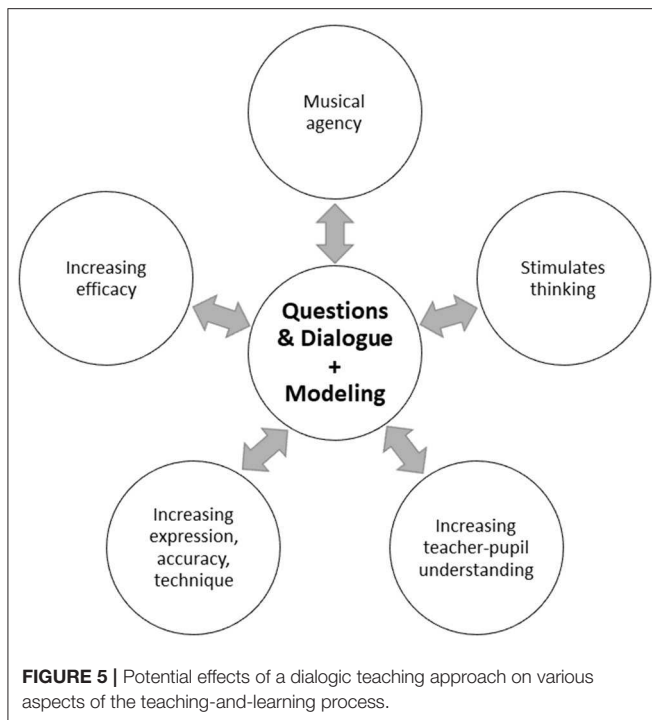 Musical
agency
Increasing
efficacy
Stimulates
thinking
Questions
& Dialogue
+
Modeling
Increasing
expression,
accuracy,
technique
Increasing
teacher-pupil
understanding
FIGURE 5 | Potential effects of a dialogic teaching approach on various
aspects of the teaching-and-learning process.